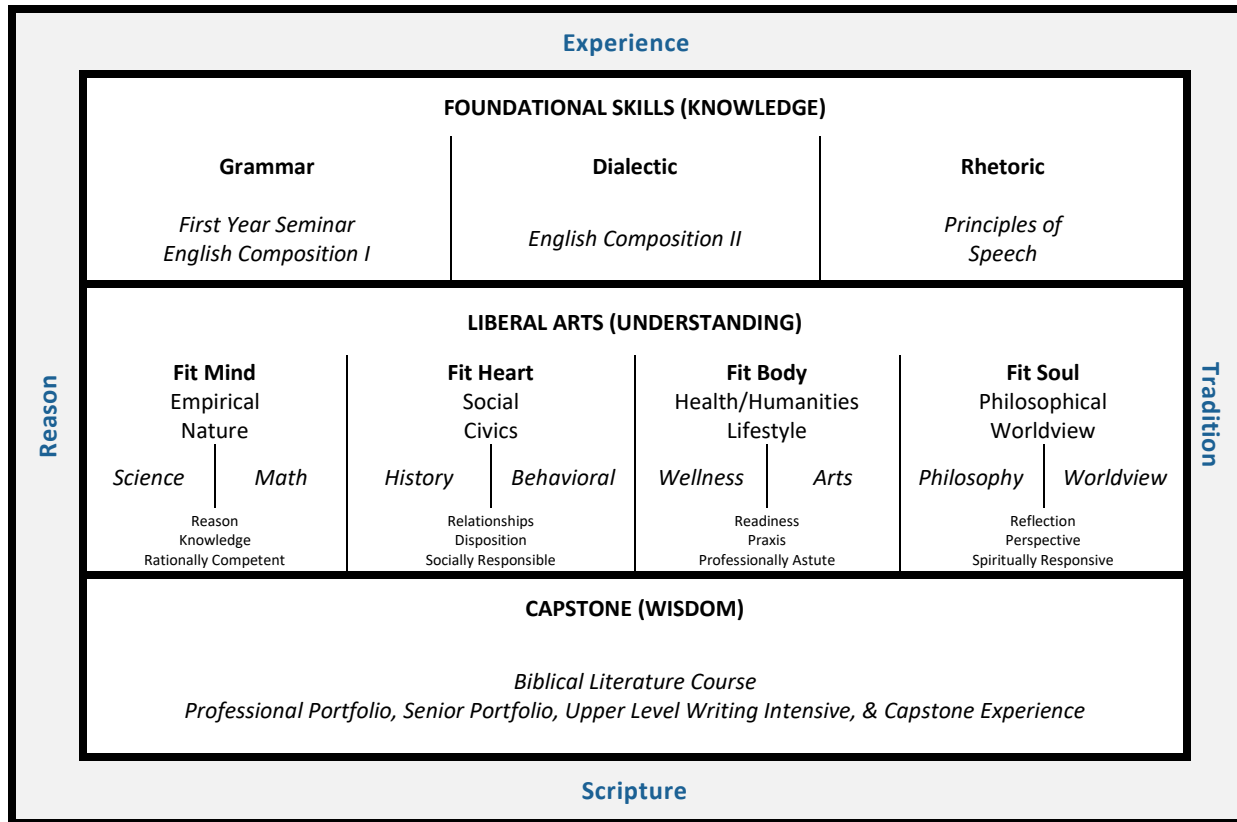 Experience
FOUNDATIONAL SKILLS (KNOWLEDGE)
Grammar
First Year Seminar
English Composition I
Dialectic
English Composition II
Rhetoric
Principles of
Speech
Reason
LIBERAL ARTS (UNDERSTANDING)
Fit Mind
Empirical
Nature
Science
Math
Reason
Knowledge
Rationally Competent
Fit Heart
Social
Civics
History
Behavioral
Relationships
Disposition
Socially Responsible
Fit Body
Health/Humanities
Lifestyle
Wellness
Arts
Readiness
Praxis
Professionally Astute
Fit Soul
Philosophical
Worldview
Philosophy
Worldview
Reflection
Perspective
Spiritually Responsive
Tradition
CAPSTONE (WISDOM)
Biblical Literature Course
Professional Portfolio, Senior Portfolio, Upper Level Writing Intensive, & Capstone Experience
Scripture